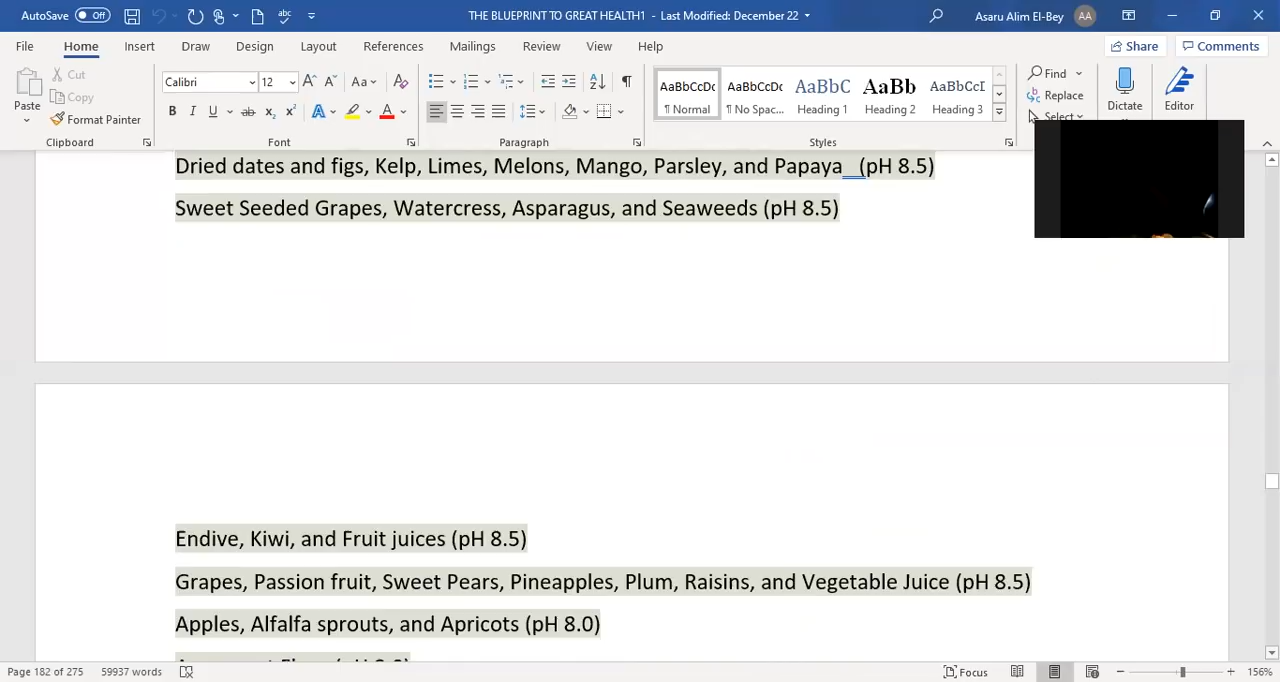 AutoSave Off THE BLUEPRINT TO GREAT HEALTH1 - Last Modified: December 22 Asaru Alim El-Bey AA
File Home Insert Draw Design Layout References Mailings Review View Help Share Comments
Paste Cut Copy Format Painter
Clipboard
Calibri 12 Aa
B I U ab x₂ x² A A
Font
Paragraph
AaBbCcDc AaBbCcDc AaBbC AaBb AaBbCcI
¶ Normal ¶ No Spac... Heading 1 Heading 2 Heading 3
Styles
Find
Replace
Select
Dictate
Editor
Dried dates and figs, Kelp, Limes, Melons, Mango, Parsley, and Papaya (pH 8.5)
Sweet Seeded Grapes, Watercress, Asparagus, and Seaweeds (pH 8.5)
Endive, Kiwi, and Fruit juices (pH 8.5)
Grapes, Passion fruit, Sweet Pears, Pineapples, Plum, Raisins, and Vegetable Juice (pH 8.5)
Apples, Alfalfa sprouts, and Apricots (pH 8.0)
Page 182 of 275 59937 words Focus 156%